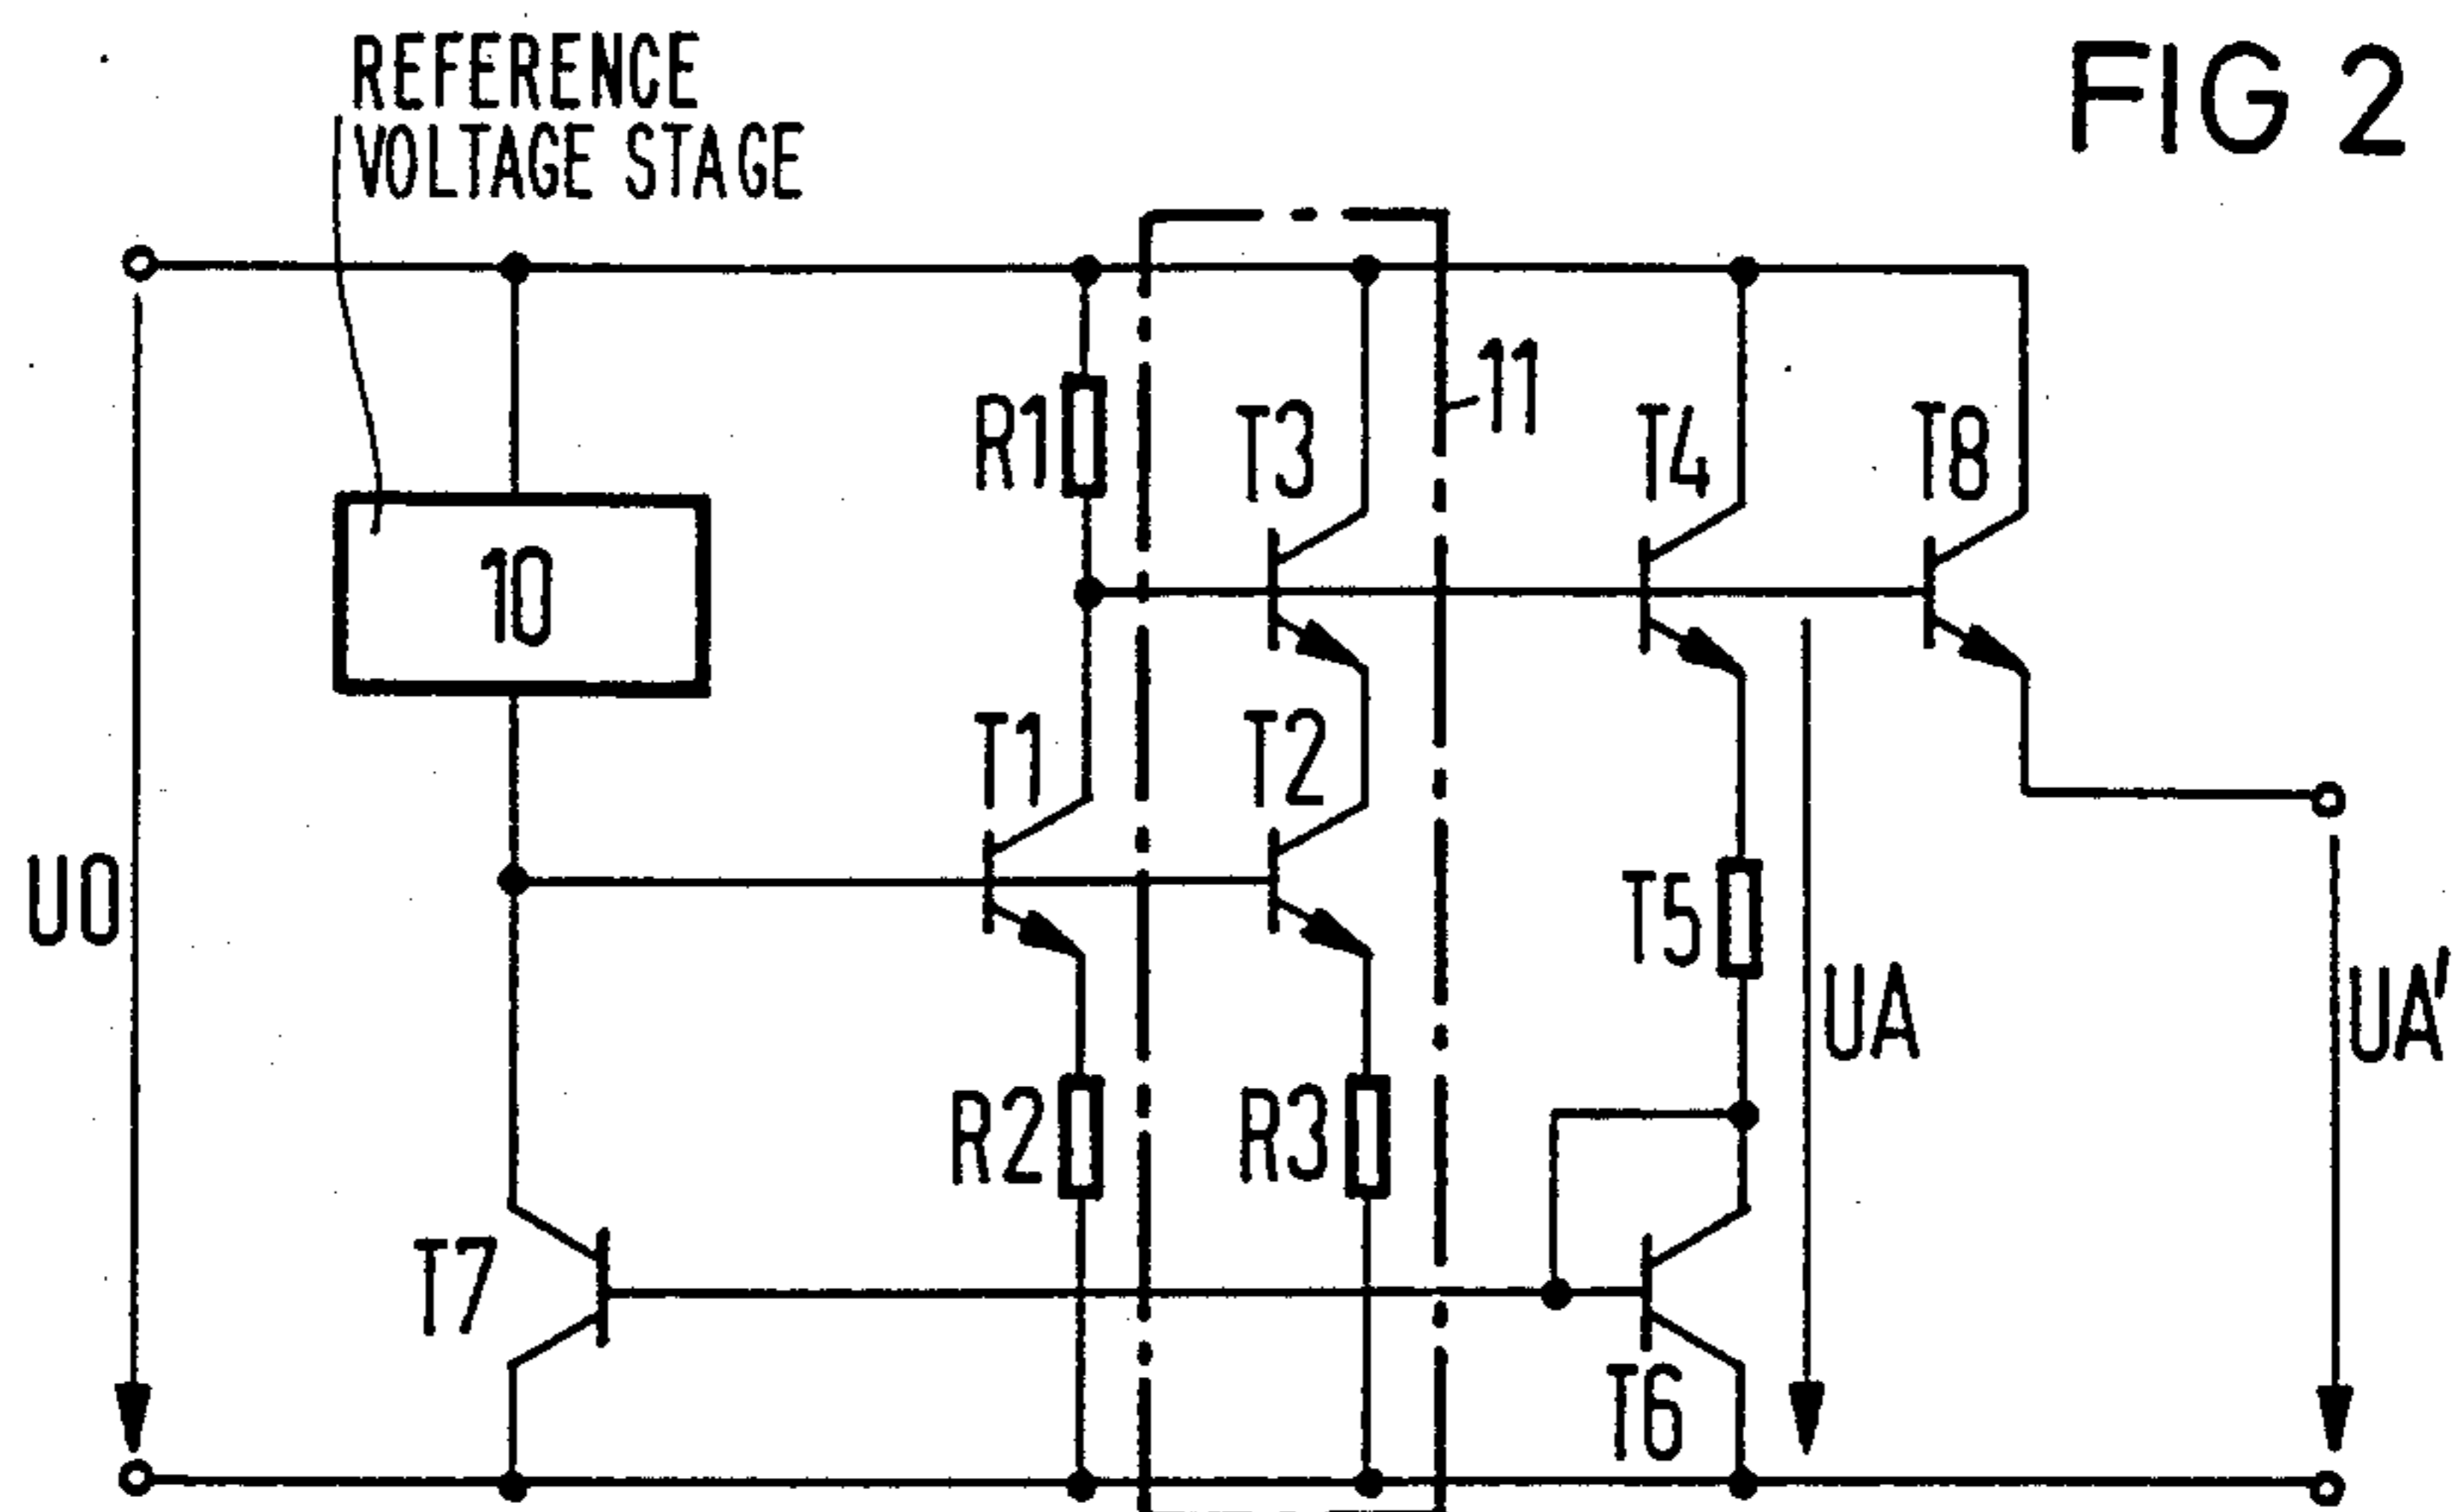 REFERENCE
VOLTAGE STAGE
FIG 2
11
R1
T3
T4
T8
10
T1
T2
U0
T5
UA
UA'
R2
R3
T7
T6